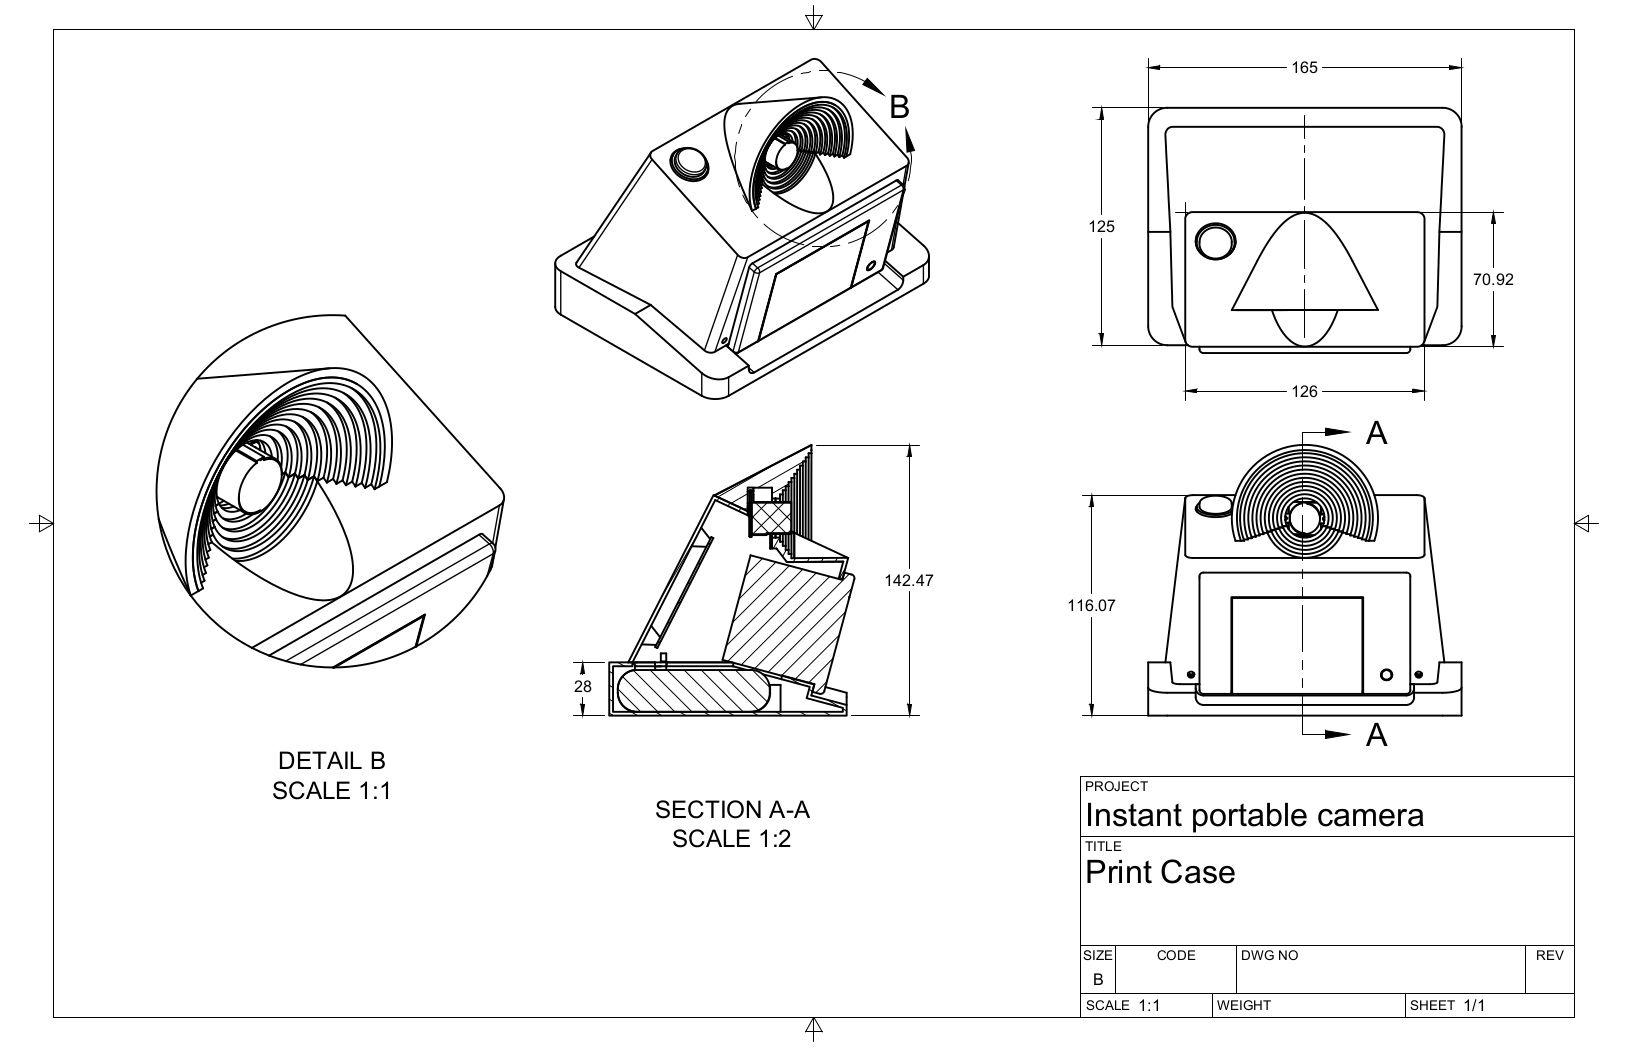 B
165
125
70.92
126
A
142.47
116.07
28
A
DETAIL B
SCALE 1:1
SECTION A-A
SCALE 1:2
PROJECT
Instant portable camera
TITLE
Print Case
SIZE CODE DWG NO REV
B
SCALE 1:1 WEIGHT SHEET 1/1